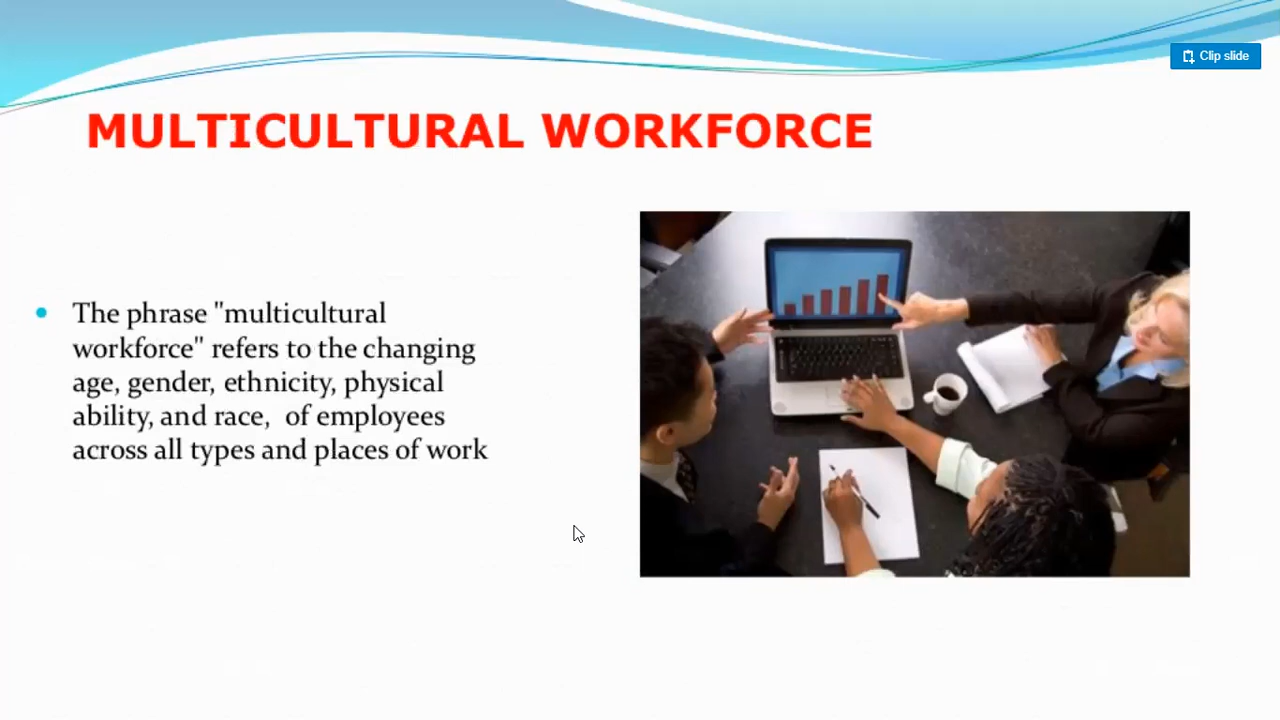 Clip slide
MULTICULTURAL WORKFORCE
The phrase "multicultural
workforce" refers to the changing
age, gender, ethnicity, physical
ability, and race,  of employees
across all types and places of work